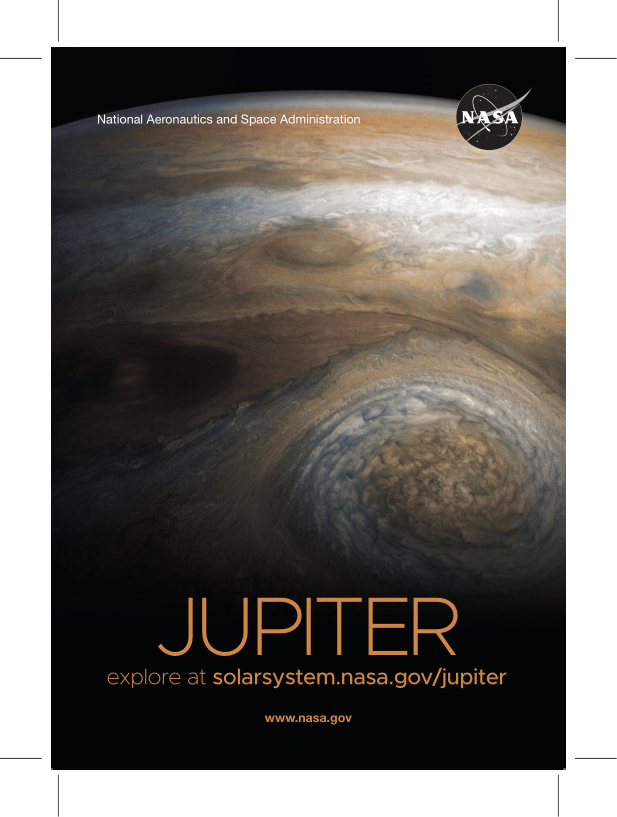 National Aeronautics and Space Administration
NASA
JUPITER
explore at solarsystem.nasa.gov/jupiter
www.nasa.gov